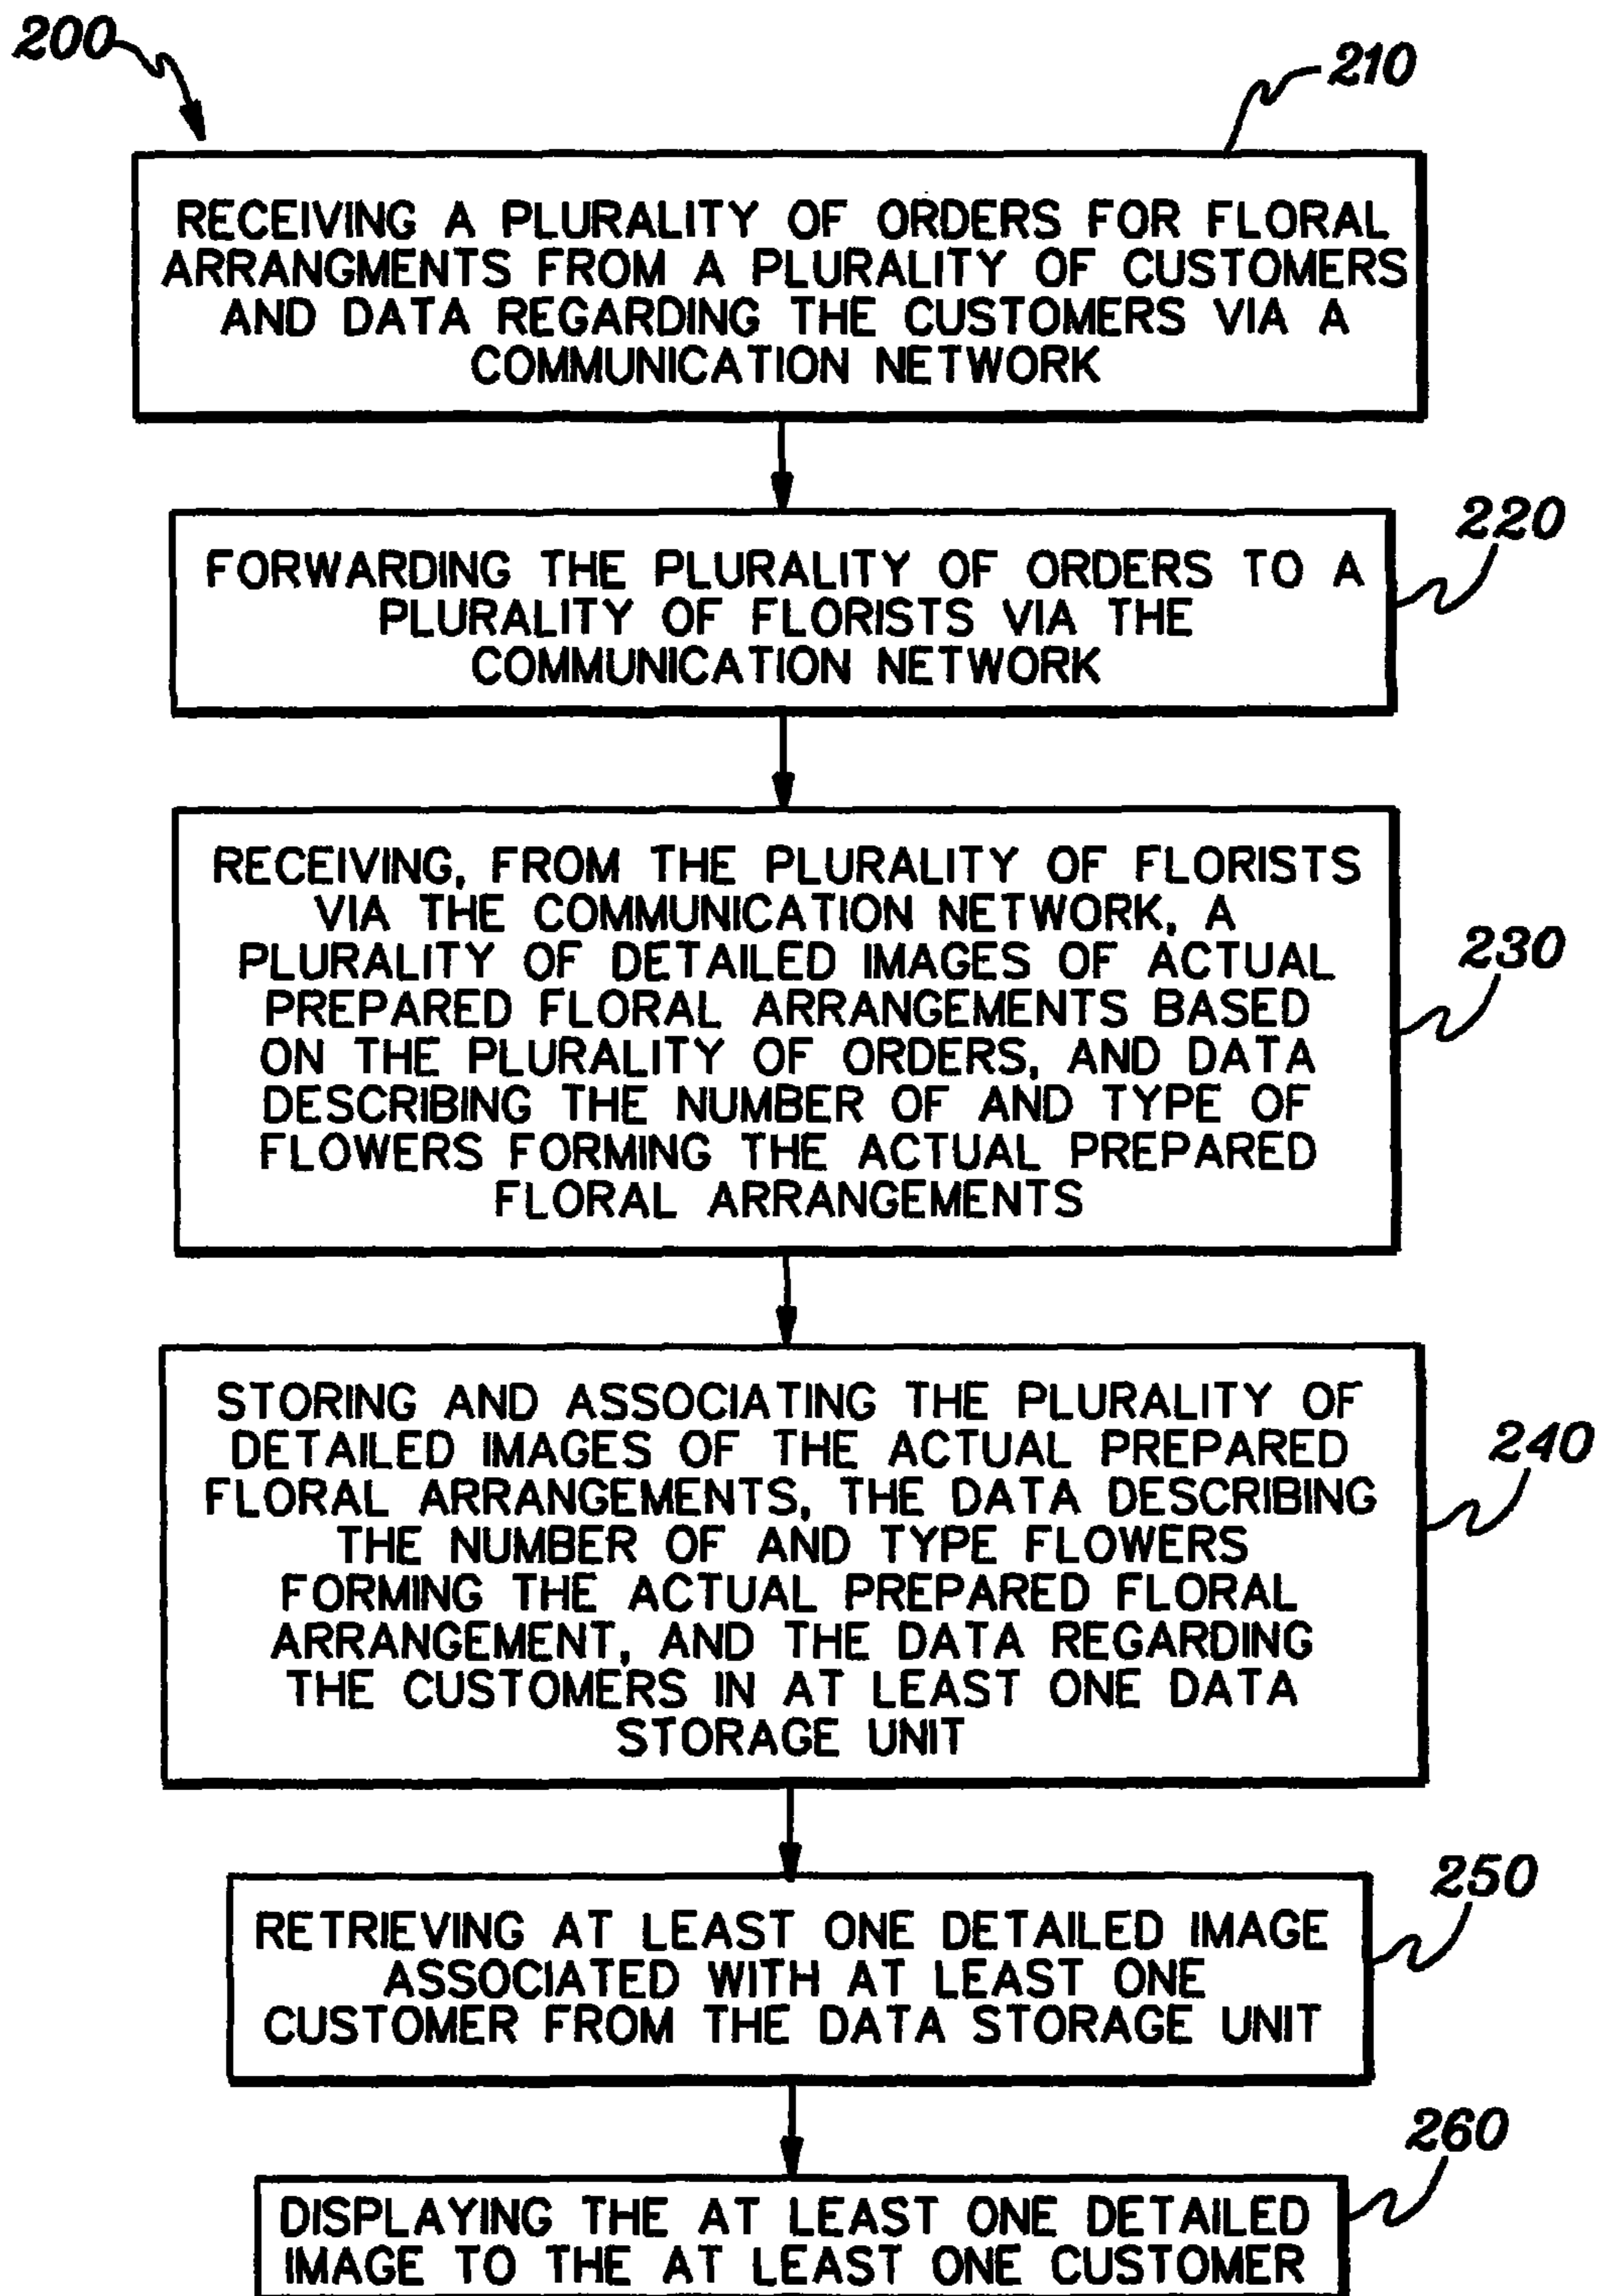 200
210
RECEIVING A PLURALITY OF ORDERS FOR FLORAL
ARRANGMENTS FROM A PLURALITY OF CUSTOMERS
AND DATA REGARDING THE CUSTOMERS VIA A
COMMUNICATION NETWORK
220
FORWARDING THE PLURALITY OF ORDERS TO A
PLURALITY OF FLORISTS VIA THE
COMMUNICATION NETWORK
230
RECEIVING, FROM THE PLURALITY OF FLORISTS
VIA THE COMMUNICATION NETWORK, A
PLURALITY OF DETAILED IMAGES OF ACTUAL
PREPARED FLORAL ARRANGEMENTS BASED
ON THE PLURALITY OF ORDERS, AND DATA
DESCRIBING THE NUMBER OF AND TYPE OF
FLOWERS FORMING THE ACTUAL PREPARED
FLORAL ARRANGEMENTS
240
STORING AND ASSOCIATING THE PLURALITY OF
DETAILED IMAGES OF THE ACTUAL PREPARED
FLORAL ARRANGEMENTS, THE DATA DESCRIBING
THE NUMBER OF AND TYPE FLOWERS
FORMING THE ACTUAL PREPARED FLORAL
ARRANGEMENT, AND THE DATA REGARDING
THE CUSTOMERS IN AT LEAST ONE DATA
STORAGE UNIT
250
RETRIEVING AT LEAST ONE DETAILED IMAGE
ASSOCIATED WITH AT LEAST ONE
CUSTOMER FROM THE DATA STORAGE UNIT
260
DISPLAYING THE AT LEAST ONE DETAILED
IMAGE TO THE AT LEAST ONE CUSTOMER